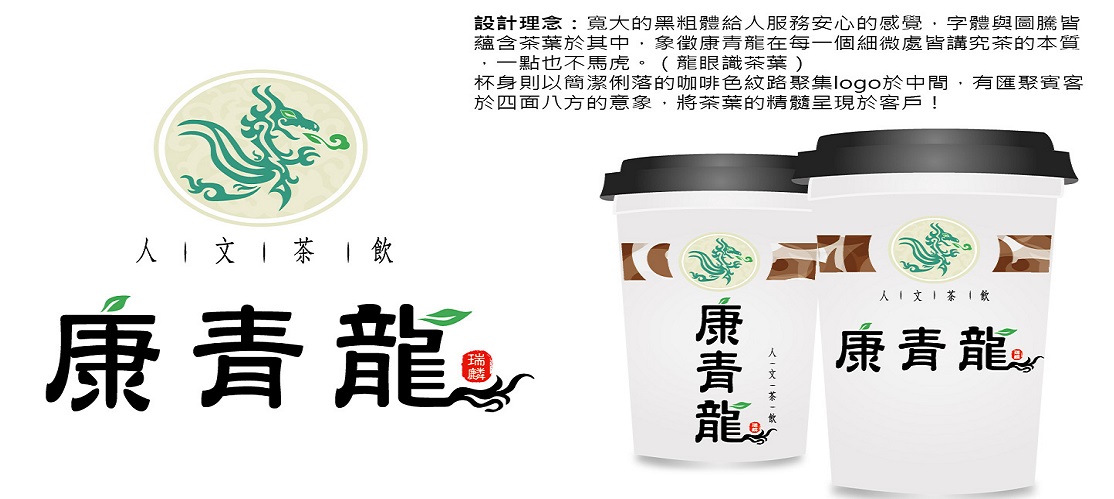 設計理念：寬大的黑粗體給人服務安心的感覺，字體與圖騰皆
蘊含茶葉於其中，象徵康青龍在每一個細微處皆講究茶的本質
，一點也不馬虎。（龍眼識茶葉）
杯身則以簡潔俐落的咖啡色紋路聚集logo於中間，有匯聚賓客
於四面八方的意象，將茶葉的精髓呈現於客戶！
人|文|茶|飲
康青龍
瑞麟
康青龍
人-文-茶-飲
人|文|茶|飲
康青龍